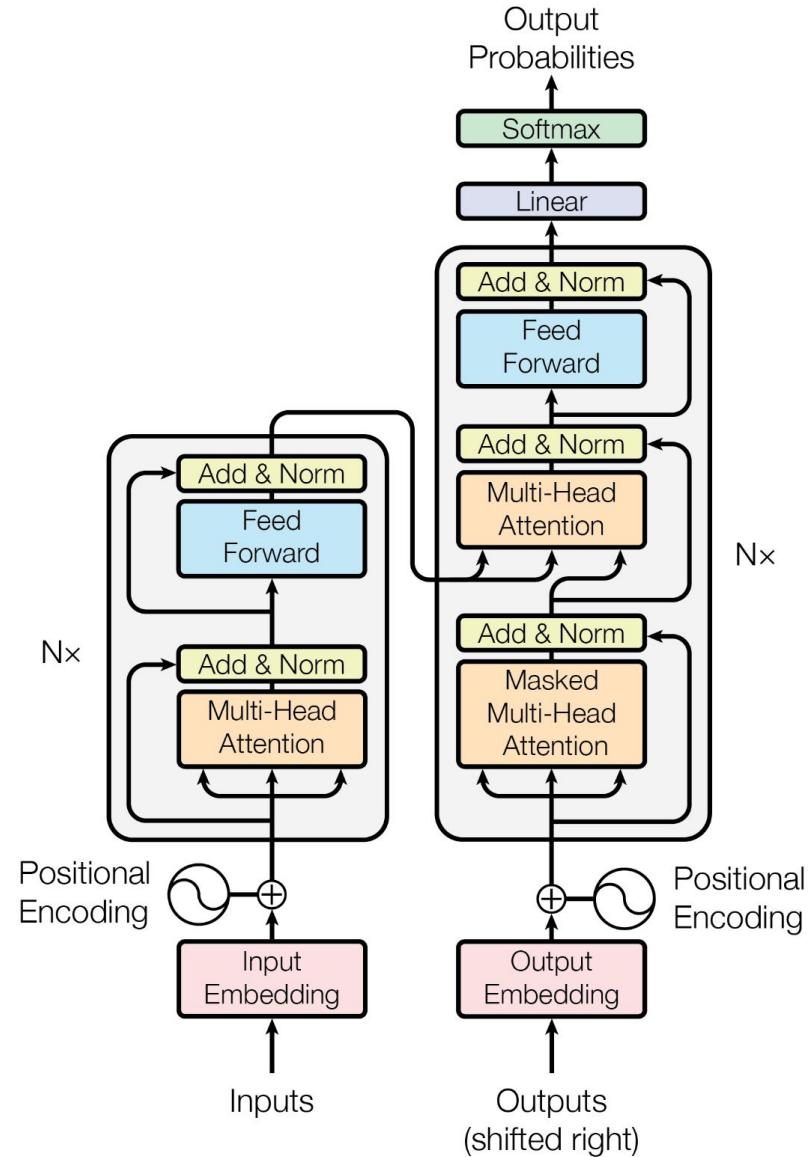 Output
Probabilities
Softmax
Linear
Add & Norm
Feed
Forward
Add & Norm
Multi-Head
Attention
Add & Norm
Masked
Multi-Head
Attention
N×
Add & Norm
Feed
Forward
Add & Norm
Multi-Head
Attention
N×
Positional
Encoding
Positional
Encoding
Input
Embedding
Output
Embedding
Inputs
Outputs
(shifted right)